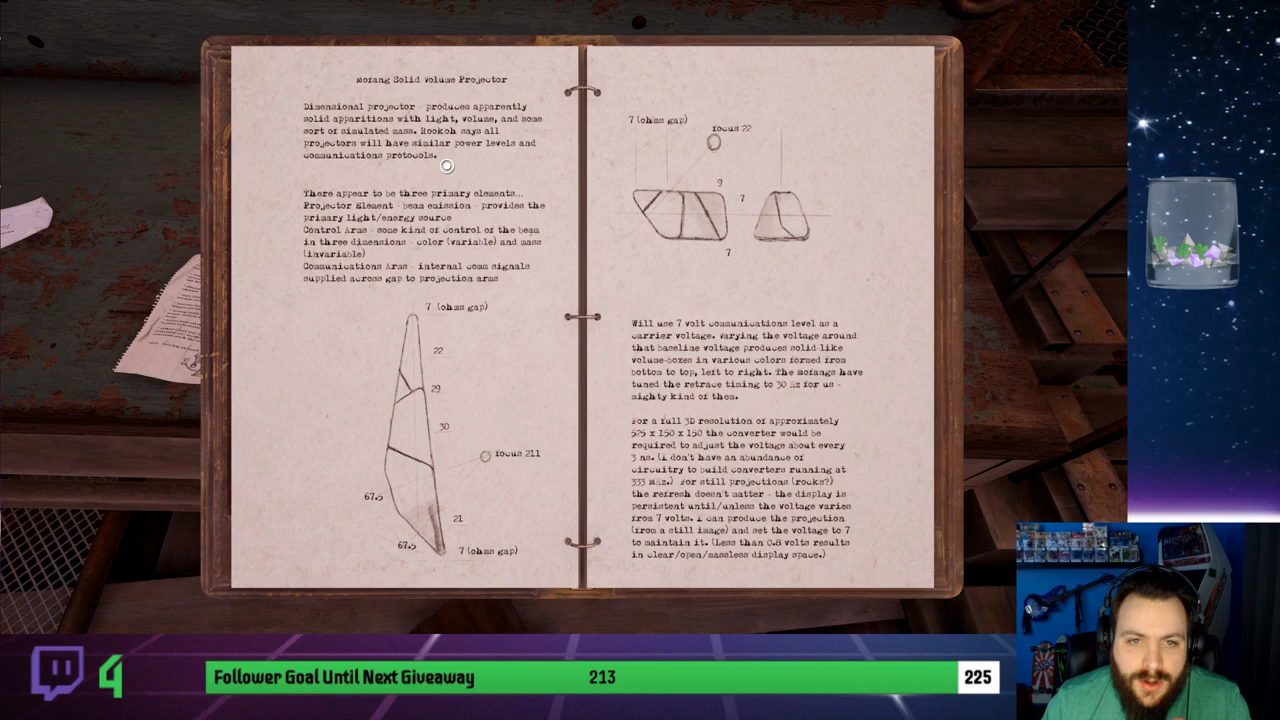 Mofang Solid Volume Projector
Dimensional projector - produces apparently
solid apparitions with light, volume, and some
sort of simulated mass. Rookoh says all
projectors will have similar power levels and
communications protocols.
There appear to be three primary elements...
Projector Element - beam emission - provides the
primary light/energy source
Control Arms - some kind of control of the beam
in three dimensions - color (variable) and mass
(invariable)
Communications Arms - internal comm signals
supplied across gap to projection arms
7 (ohms gap)
22
29
30
focus 211
67.5
21
67.5
7 (ohms gap)
7 (ohms gap)
focus 22
9
7
7
Will use 7 volt communications level as a
carrier voltage. Varying the voltage around
that baseline voltage produces solid-like
volume-boxes in various colors formed from
bottom to top, left to right. The mofangs have
tuned the retrace timing to 30 Hz for us -
mighty kind of them.
For a full 3D resolution of approximately
525 x 150 x 150 the converter would be
required to adjust the voltage about every
3 ns. (I don't have an abundance of
circuitry to build converters running at
333 MHz.) For still projections (rocks?)
the refresh doesn't matter - the display is
persistent until/unless the voltage varies
from 7 volts. I can produce the projection
(from a still image) and set the voltage to 7
to maintain it. (Less than 0.8 volts results
in clear/open/massless display space.)
4
Follower Goal Until Next Giveaway
213
225